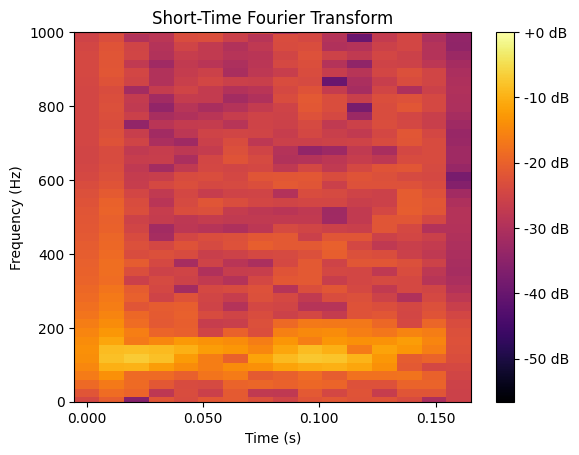 Short-Time Fourier Transform
1000
800
600
400
200
0
Frequency (Hz)
0.000
0.050
0.100
0.150
Time (s)
+0 dB
-10 dB
-20 dB
-30 dB
-40 dB
-50 dB